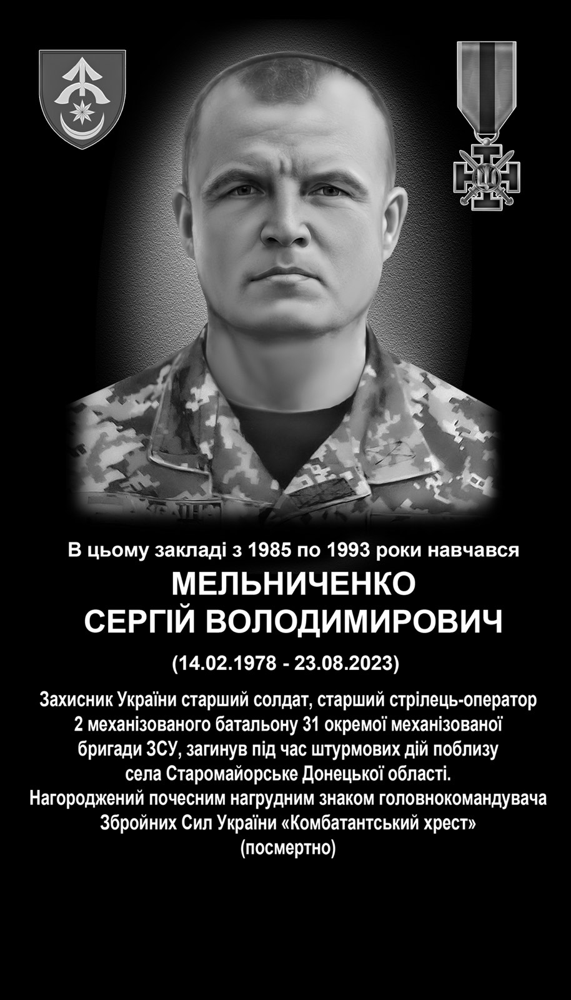 В цьому закладі з 1985 по 1993 роки навчався
МЕЛЬНИЧЕНКО
СЕРГІЙ ВОЛОДИМИРОВИЧ
(14.02.1978 - 23.08.2023)
Захисник України старший солдат, старший стрілець-оператор
2 механізованого батальону 31 окремої механізованої
бригади ЗСУ, загинув під час штурмових дій поблизу
села Старомайорське Донецької області.
Нагороджений почесним нагрудним знаком головнокомандувача
Збройних Сил України «Комбатантський хрест»
(посмертно)